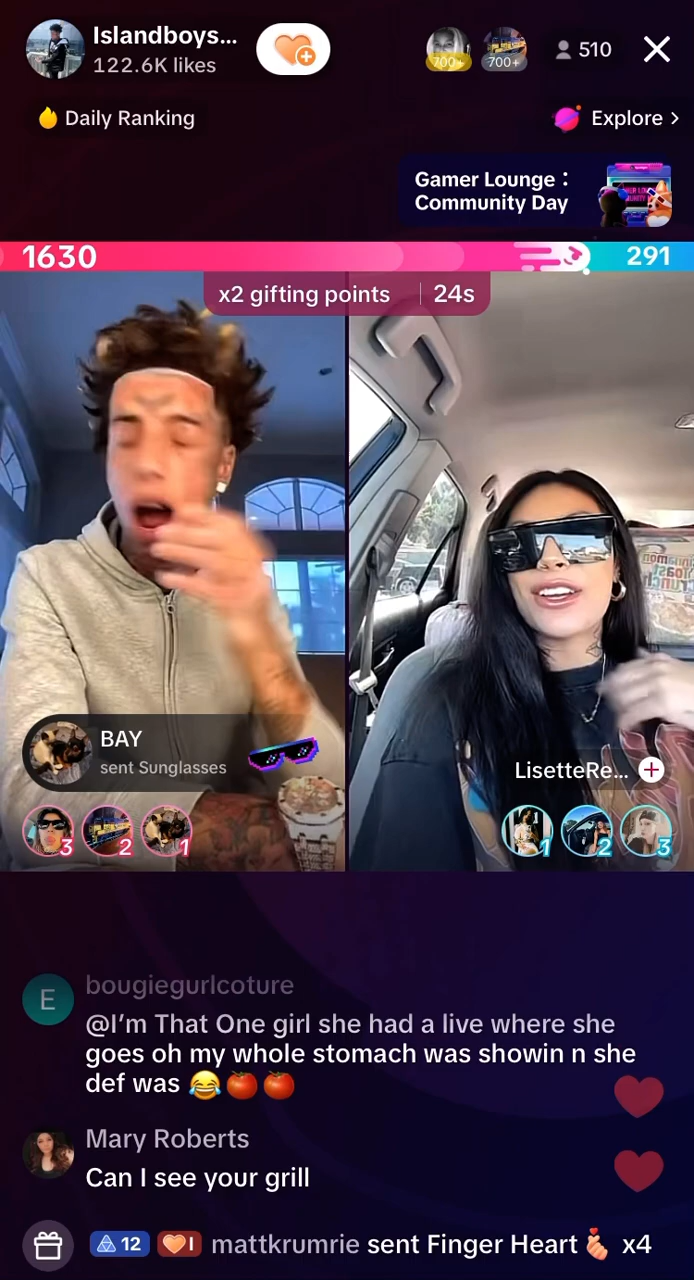 Islandboys...
122.6K likes
700+
700+
510
Daily Ranking
Explore >
Gamer Lounge :
Community Day
1630
291
x2 gifting points | 24s
BAY
sent Sunglasses
LisetteRe...
3
2
1
1
2
3
E
bougiegurlcoture
@I’m That One girl she had a live where she
goes oh my whole stomach was showin n she
def was 😂🍅🍅
Mary Roberts
Can I see your grill
12 I mattkrumrie sent Finger Heart x4